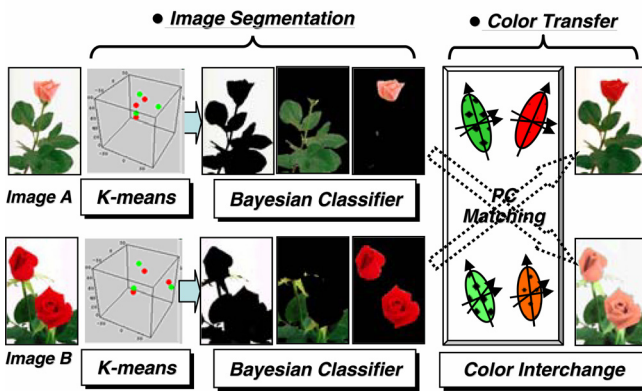 ● Image Segmentation
● Color Transfer
Image A
K-means
Bayesian Classifier
PC
Matching
Image B
K-means
Bayesian Classifier
Color Interchange